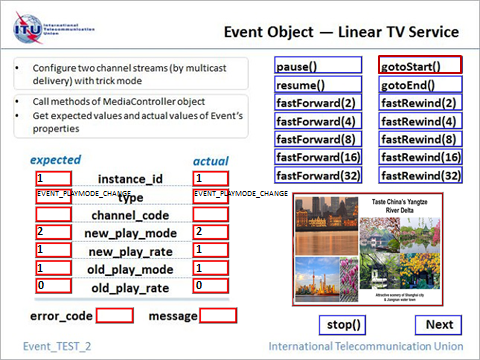 ITU
International
Telecommunication
Union
Event Object — Linear TV Service
• Configure two channel streams (by multicast
delivery) with trick mode
• Call methods of MediaController object
• Get expected values and actual values of Event's
properties
pause() gotoStart()
resume() gotoEnd()
fastForward(2) fastRewind(2)
fastForward(4) fastRewind(4)
fastForward(8) fastRewind(8)
fastForward(16) fastRewind(16)
fastForward(32) fastRewind(32)
expected actual
1 instance_id 1
EVENT_PLAYMODE_CHANGE type EVENT_PLAYMODE_CHANGE
channel_code
2 new_play_mode 2
1 new_play_rate 1
1 old_play_mode 1
0 old_play_rate 0
error_code message
Taste China's Yangtze
River Delta
Attractive scenery of Shanghai city
& Jiangnan water town
stop() Next
Event_TEST_2 International Telecommunication Union